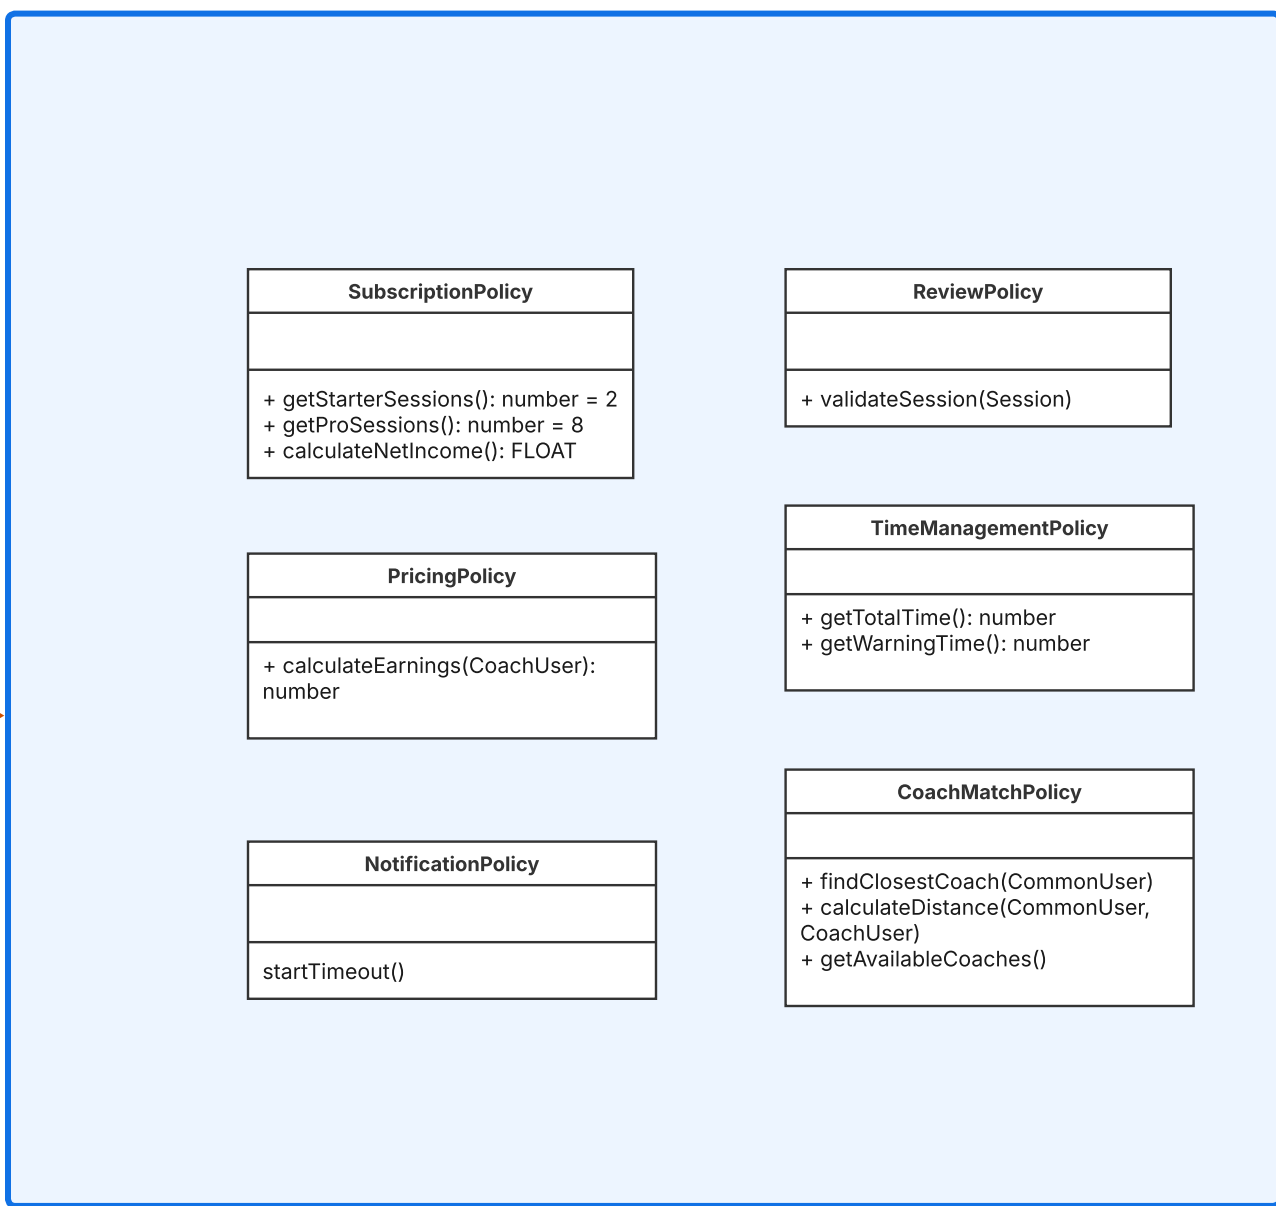 SubscriptionPolicy
+ getStarterSessions(): number = 2
+ getProSessions(): number = 8
+ calculateNetIncome(): FLOAT
PricingPolicy
+ calculateEarnings(CoachUser):
number
NotificationPolicy
startTimeout()
ReviewPolicy
+ validateSession(Session)
TimeManagementPolicy
+ getTotalTime(): number
+ getWarningTime(): number
CoachMatchPolicy
+ findClosestCoach(CommonUser)
+ calculateDistance(CommonUser,
CoachUser)
+ getAvailableCoaches()